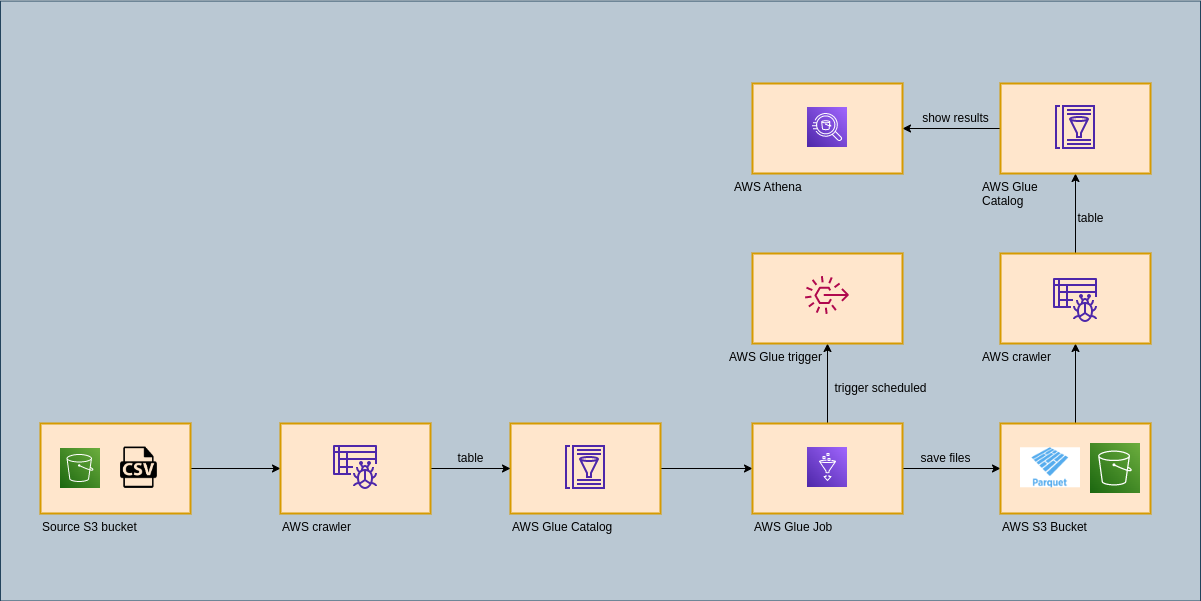 show results
AWS Athena
AWS Glue
Catalog
table
AWS Glue trigger
AWS crawler
trigger scheduled
CSV
table
save files
Parquet
Source S3 bucket
AWS crawler
AWS Glue Catalog
AWS Glue Job
AWS S3 Bucket